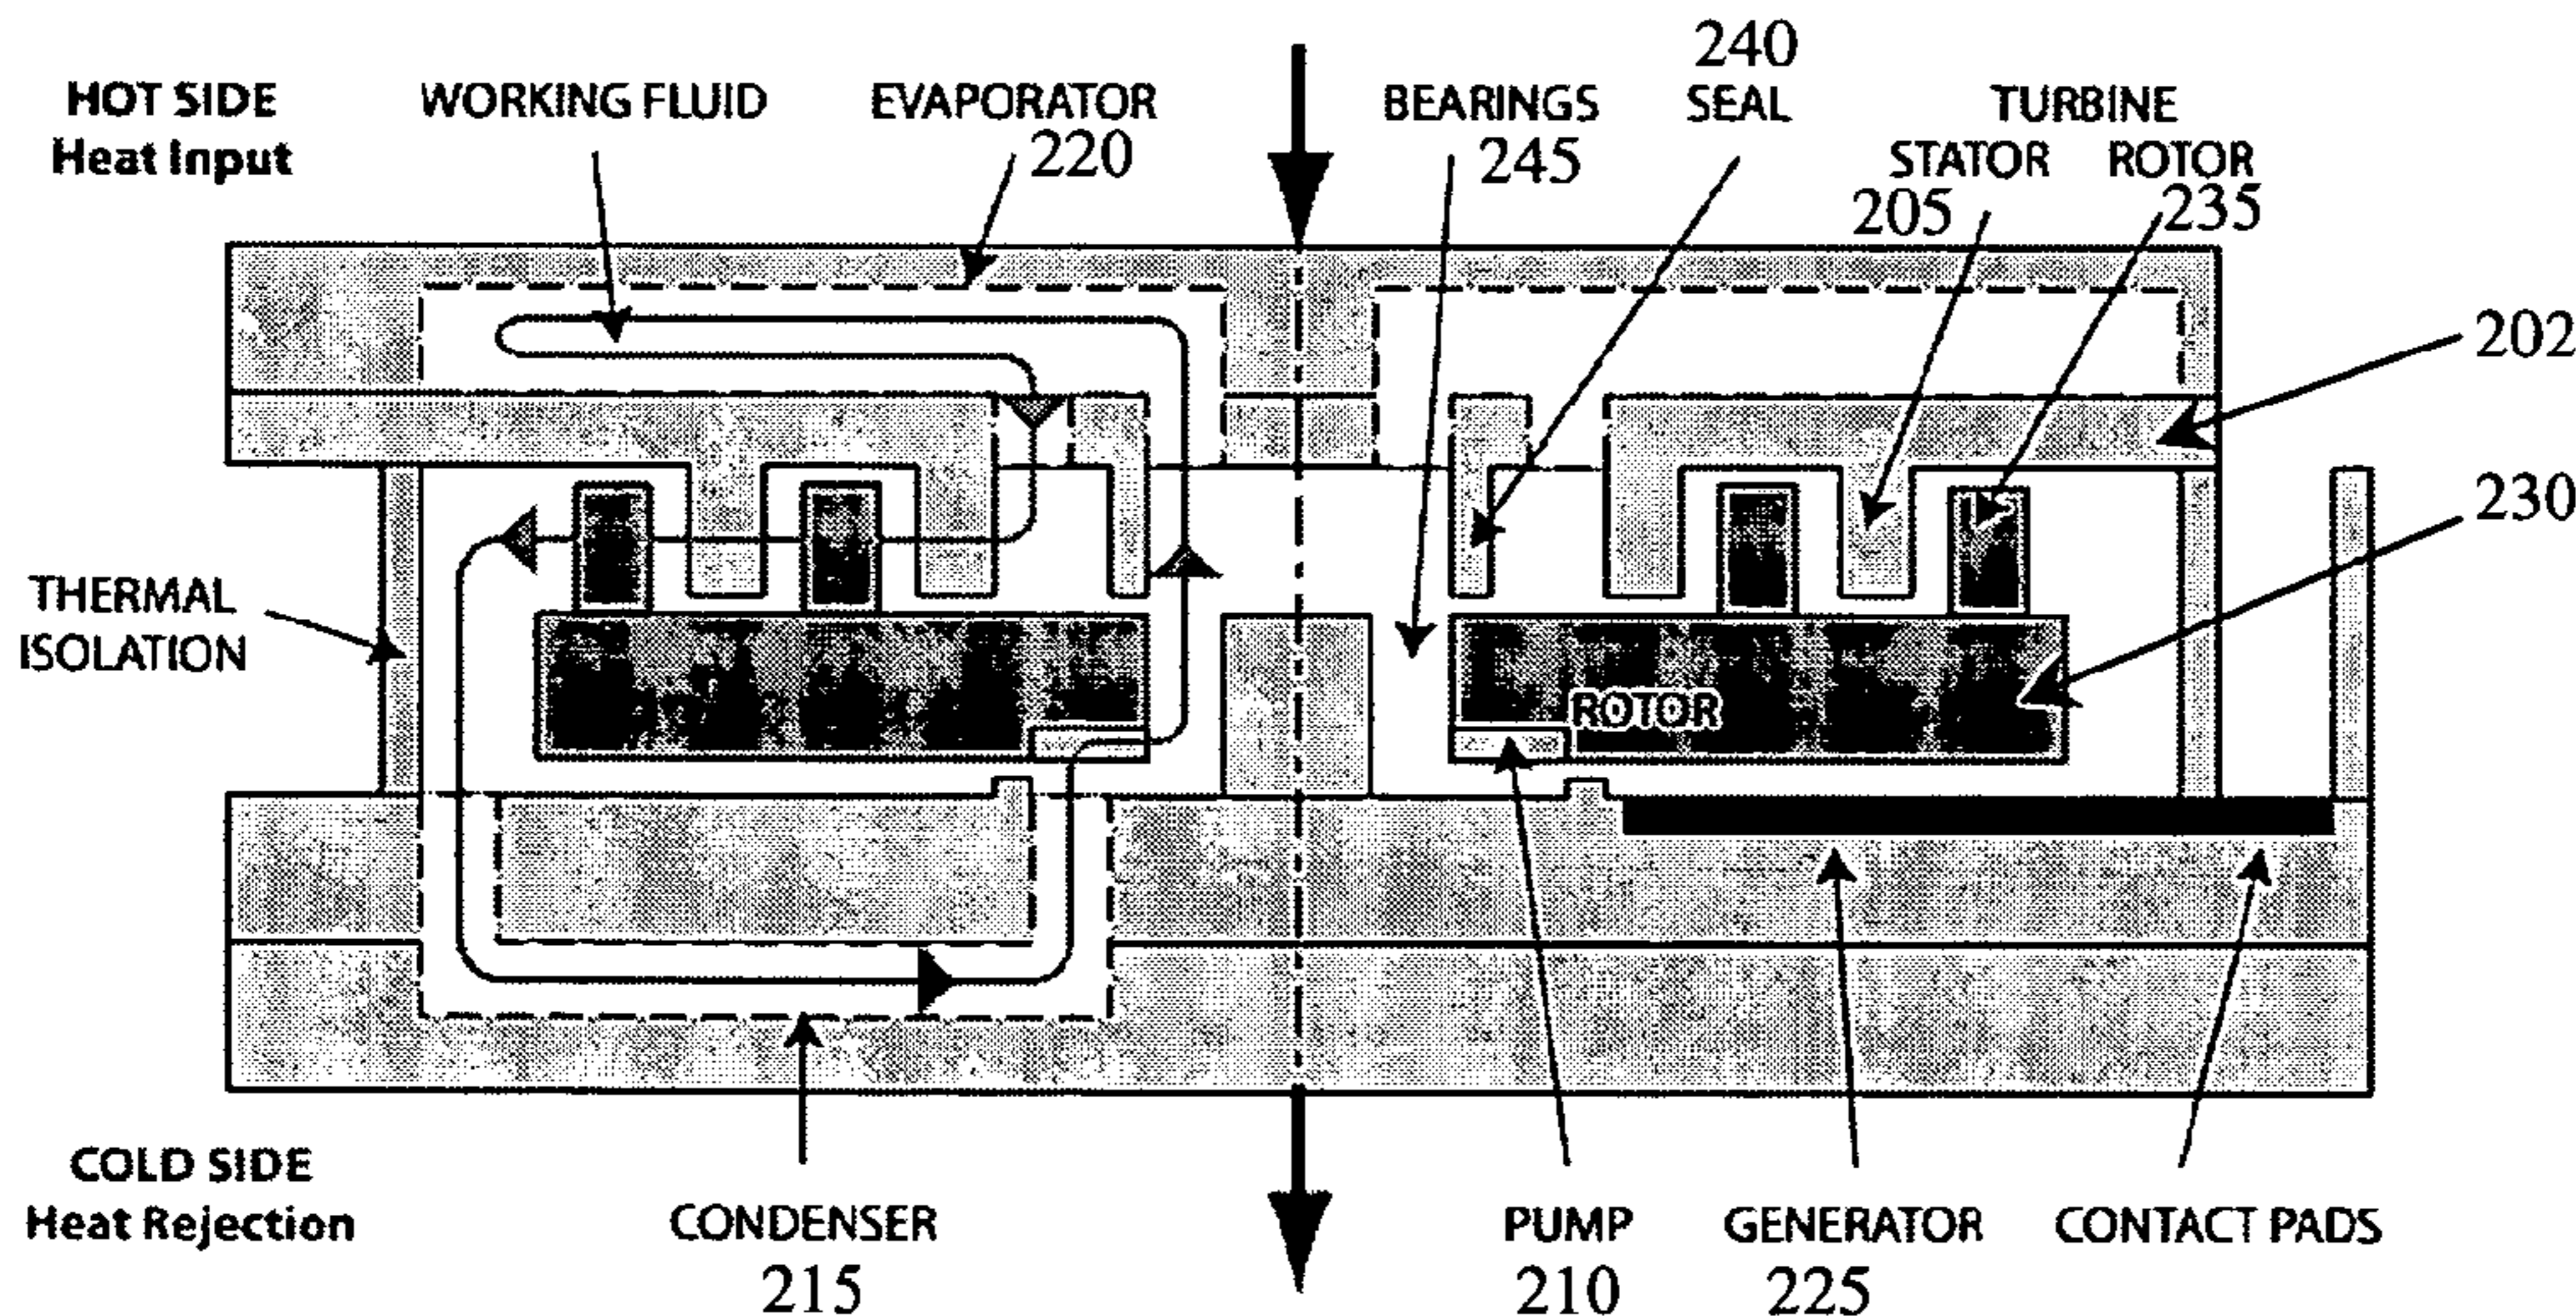 HOT SIDE
Heat Input
WORKING FLUID
EVAPORATOR
220
BEARINGS
245
240
SEAL
TURBINE
STATOR
205
ROTOR
235
202
230
THERMAL
ISOLATION
ROTOR
COLD SIDE
Heat Rejection
CONDENSER
215
PUMP
210
GENERATOR
225
CONTACT PADS